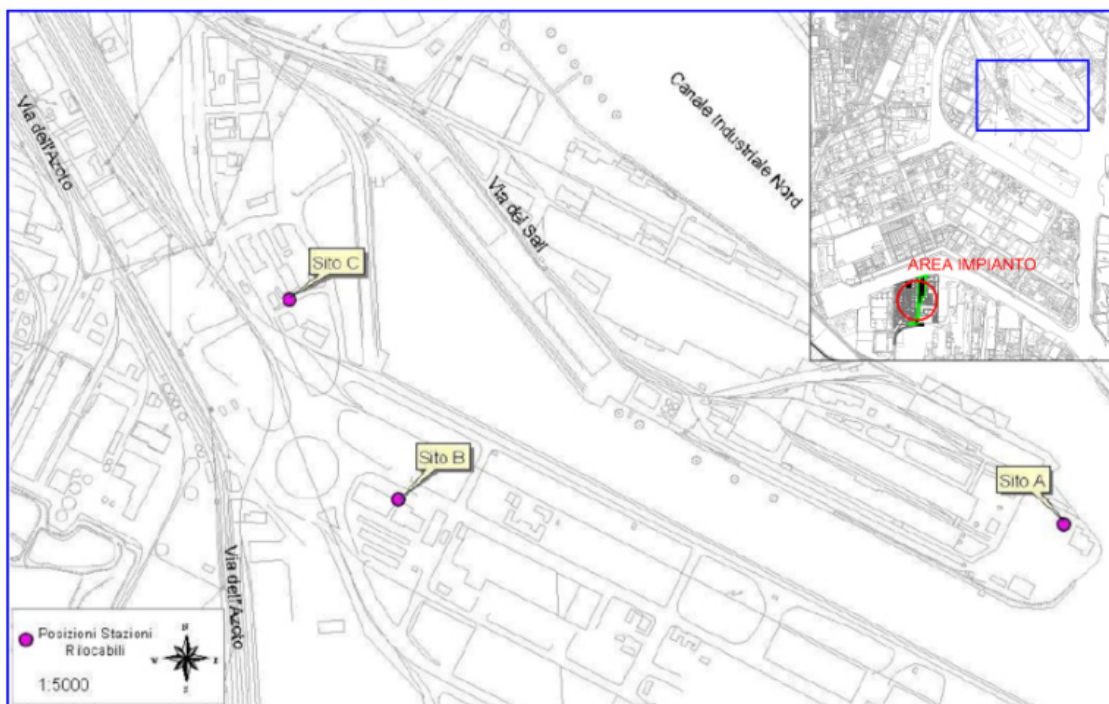 Via dell'Azoto
Canale Industriale Nord
Via dei Sali
AREA IMPIANTO
Sito C
Sito B
Sito A
Via dell'Azoto
Posizioni Stazioni
Rilocabili
1:5000
N
W
E
S